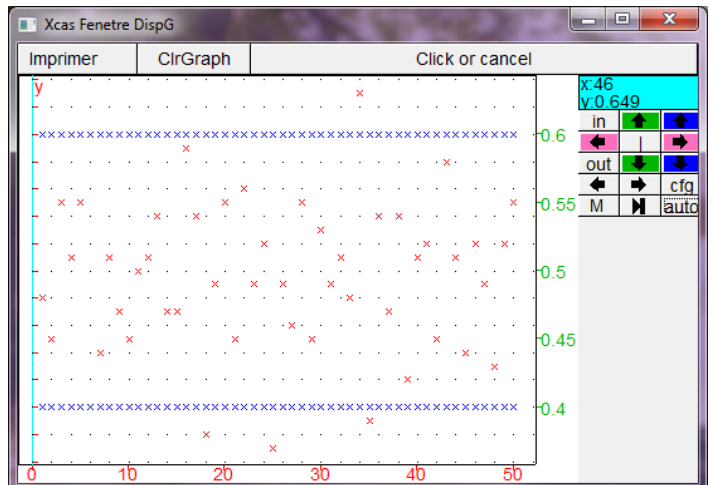 Xcas Fenetre DispG
Imprimer ClrGraph Click or cancel
x:46
y:0.649
in
out
cfg
M auto
y
0.6
0.55
0.5
0.45
0.4
0 10 20 30 40 50